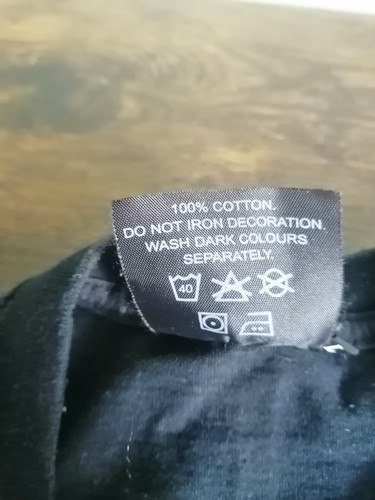 100% COTTON.
DO NOT IRON DECORATION.
WASH DARK COLOURS
SEPARATELY.
40